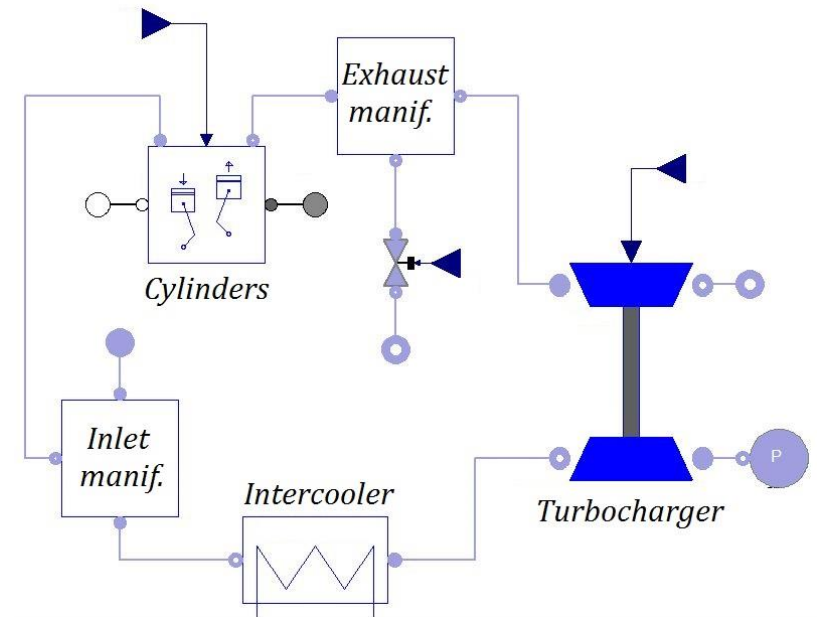 Exhaust
manif.
Cylinders
Inlet
manif.
Intercooler
Turbocharger
P